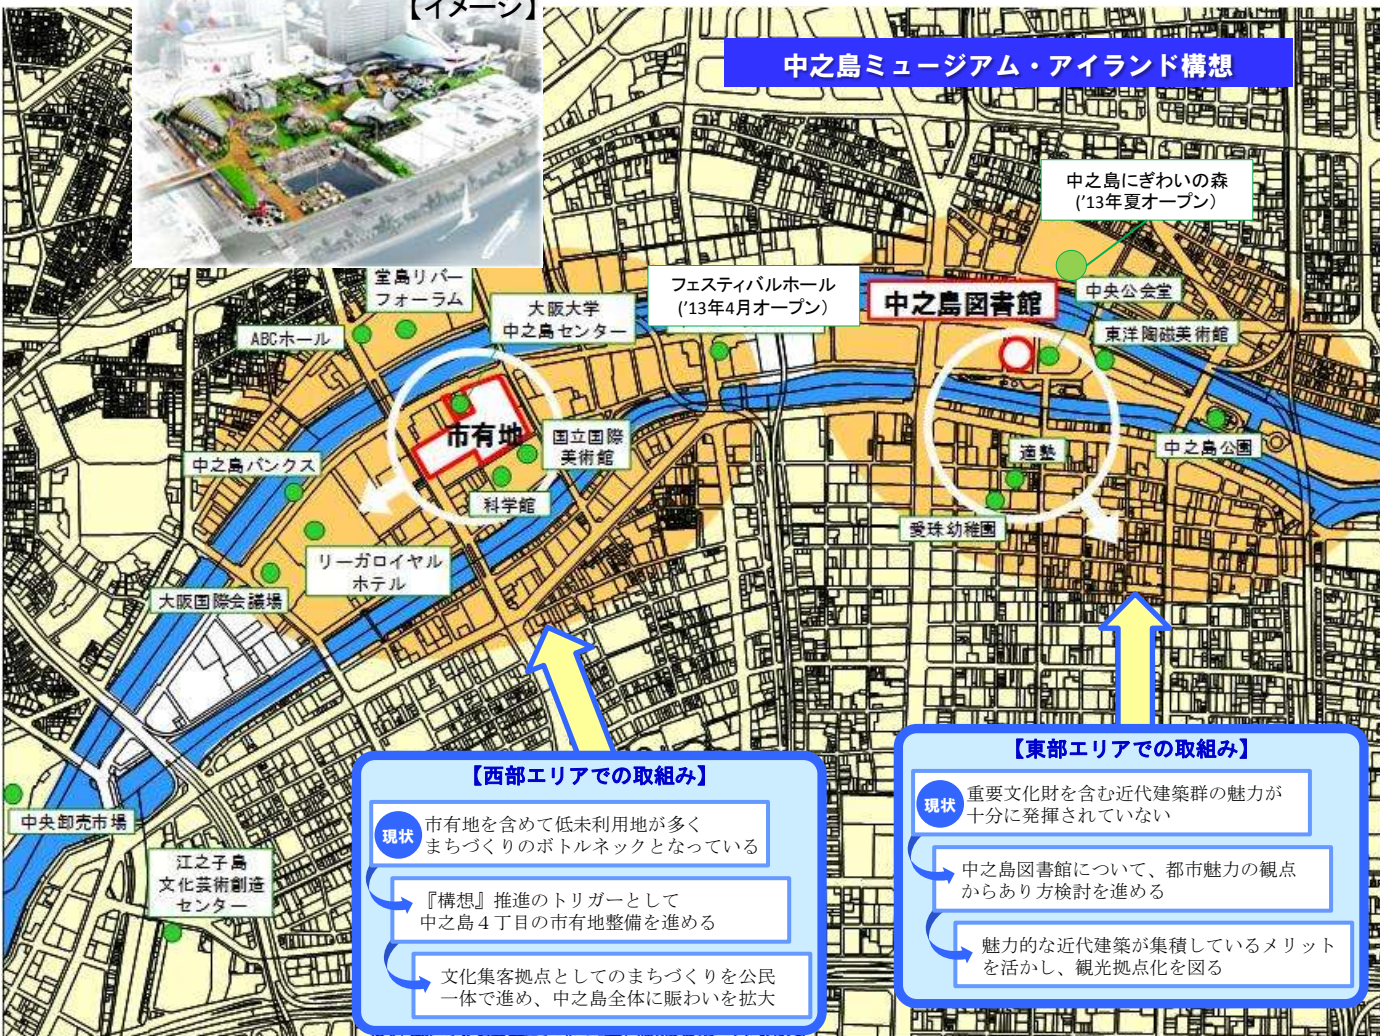 【イメージ】
中之島ミュージアム・アイランド構想
中之島にぎわいの森
('13年夏オープン)
堂島リバー
フォーラム
大阪大学
中之島センター
フェスティバルホール
('13年4月オープン)
中之島図書館
中央公会堂
ABCホール
東洋陶磁美術館
市有地
国立国際
美術館
中之島バンクス
科学館
適塾
中之島公園
愛珠幼稚園
リーガロイヤル
ホテル
大阪国際会議場
中央卸売市場
江之子島
文化芸術創造
センター
【西部エリアでの取組み】
現状
市有地を含めて低未利用地が多く
まちづくりのボトルネックとなっている
『構想』推進のトリガーとして
中之島４丁目の市有地整備を進める
文化集客拠点としてのまちづくりを公民
一体で進め、中之島全体に賑わいを拡大
【東部エリアでの取組み】
現状
重要文化財を含む近代建築群の魅力が
十分に発揮されていない
中之島図書館について、都市魅力の観点
からあり方検討を進める
魅力的な近代建築が集積しているメリット
を活かし、観光拠点化を図る